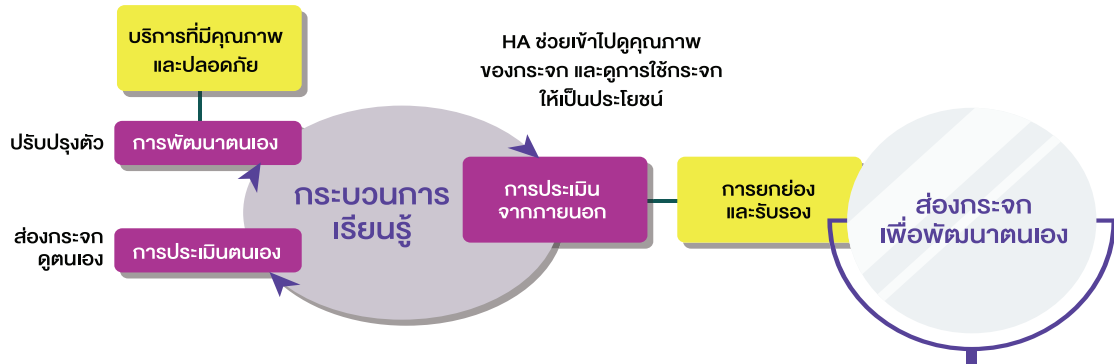 บริการที่มีคุณภาพ
และปลอดภัย
HA ช่วยเข้าไปดูคุณภาพ
ของกระจก และดูการใช้กระจก
ให้เป็นประโยชน์
ปรับปรุงตัว
การพัฒนาตนเอง
กระบวนการ
เรียนรู้
การประเมิน
จากภายนอก
การยกย่อง
และรับรอง
ส่องกระจก
เพื่อพัฒนาตนเอง
ส่องกระจก
ดูตนเอง
การประเมินตนเอง